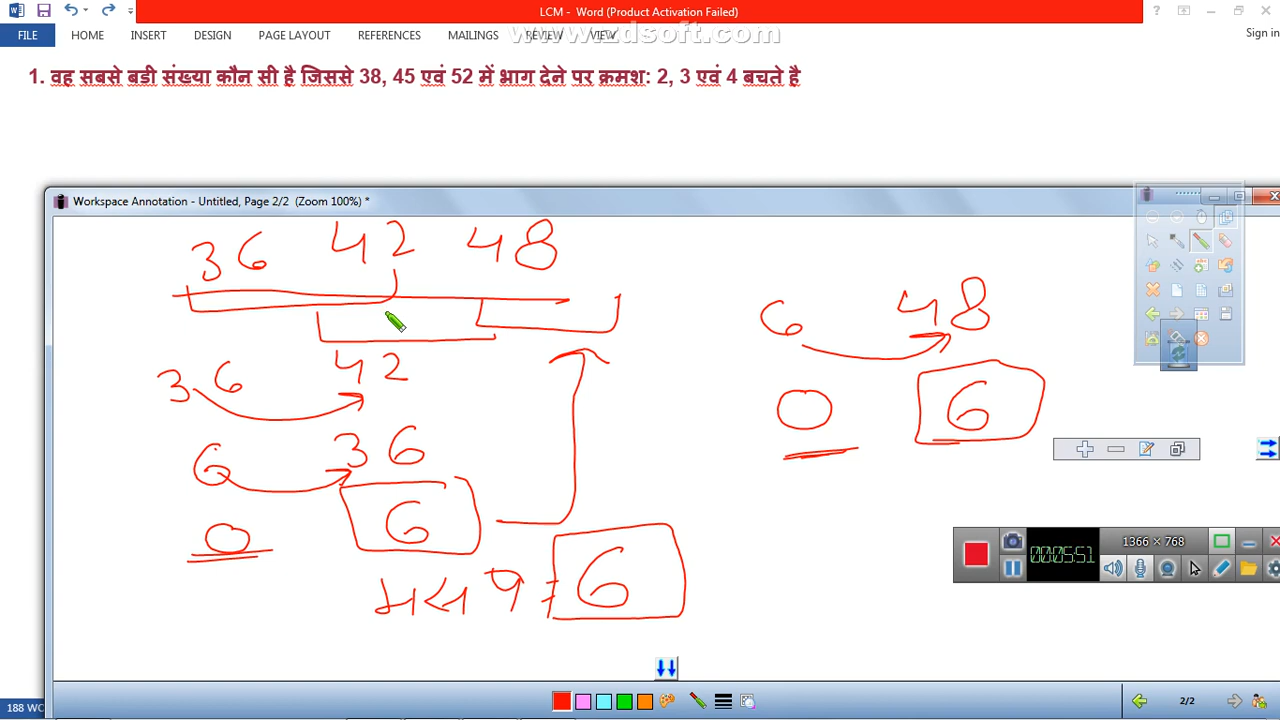 LCM - Word (Product Activation Failed)
FILE HOME INSERT DESIGN PAGE LAYOUT REFERENCES MAILINGS REVIEW VIEW Sign in
www.zdsoft.com
1. वह सबसे बडी संख्या कौन सी है जिससे 38, 45 एवं 52 में भाग देने पर क्रमश: 2, 3 एवं 4 बचते है
Workspace Annotation - Untitled, Page 2/2 (Zoom 100%) *
36 42 48
6 48
36 42
0 6
6 36
0 6
= 6
00:05:51
1366 × 768
188 WO
2/2